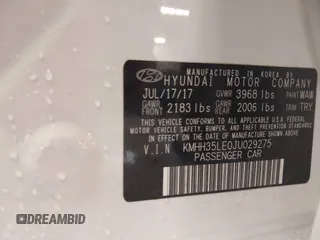 MANUFACTURED IN KOREA BY
HYUNDAI MOTOR COMPANY
JUL/17/17 GVWR 3968 lbs PAINT WAW
GAWR FRONT 2183 lbs GAWR REAR 2006 lbs TRIM TRY
THIS VEHICLE CONFORMS TO ALL APPLICABLE FEDERAL
MOTOR VEHICLE SAFETY, BUMPER, AND THEFT PREVENTION
STANDARDS IN EFFECT ON THE DATE OF MANUFACTURE
SHOWN ABOVE.
V.I.N KMHH35LE0JU029275
PASSENGER CAR
DREAMBID